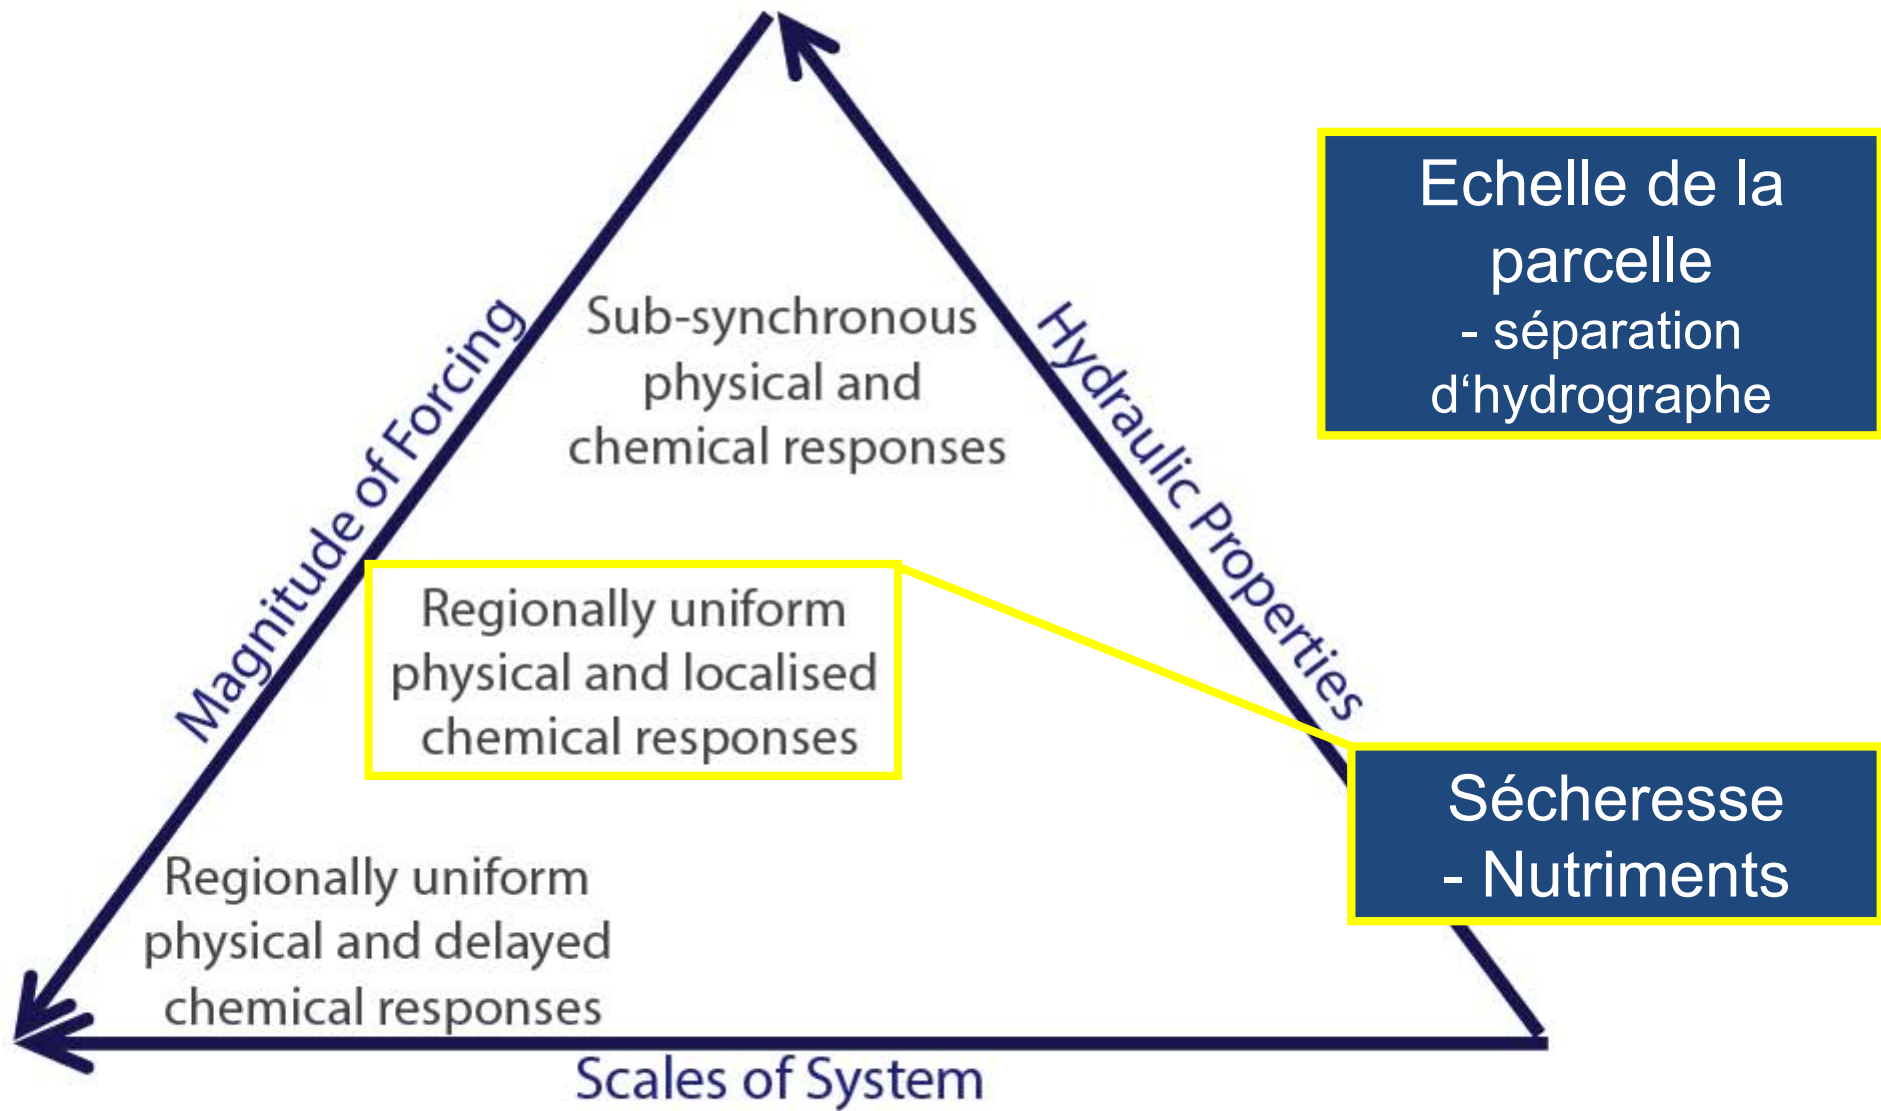 Echelle de la
parcelle
- séparation
d‘hydrographe
Magnitude of Forcing
Hydraulic Properties
Sub-synchronous
physical and
chemical responses
Regionally uniform
physical and localised
chemical responses
Sécheresse
- Nutriments
Regionally uniform
physical and delayed
chemical responses
Scales of System